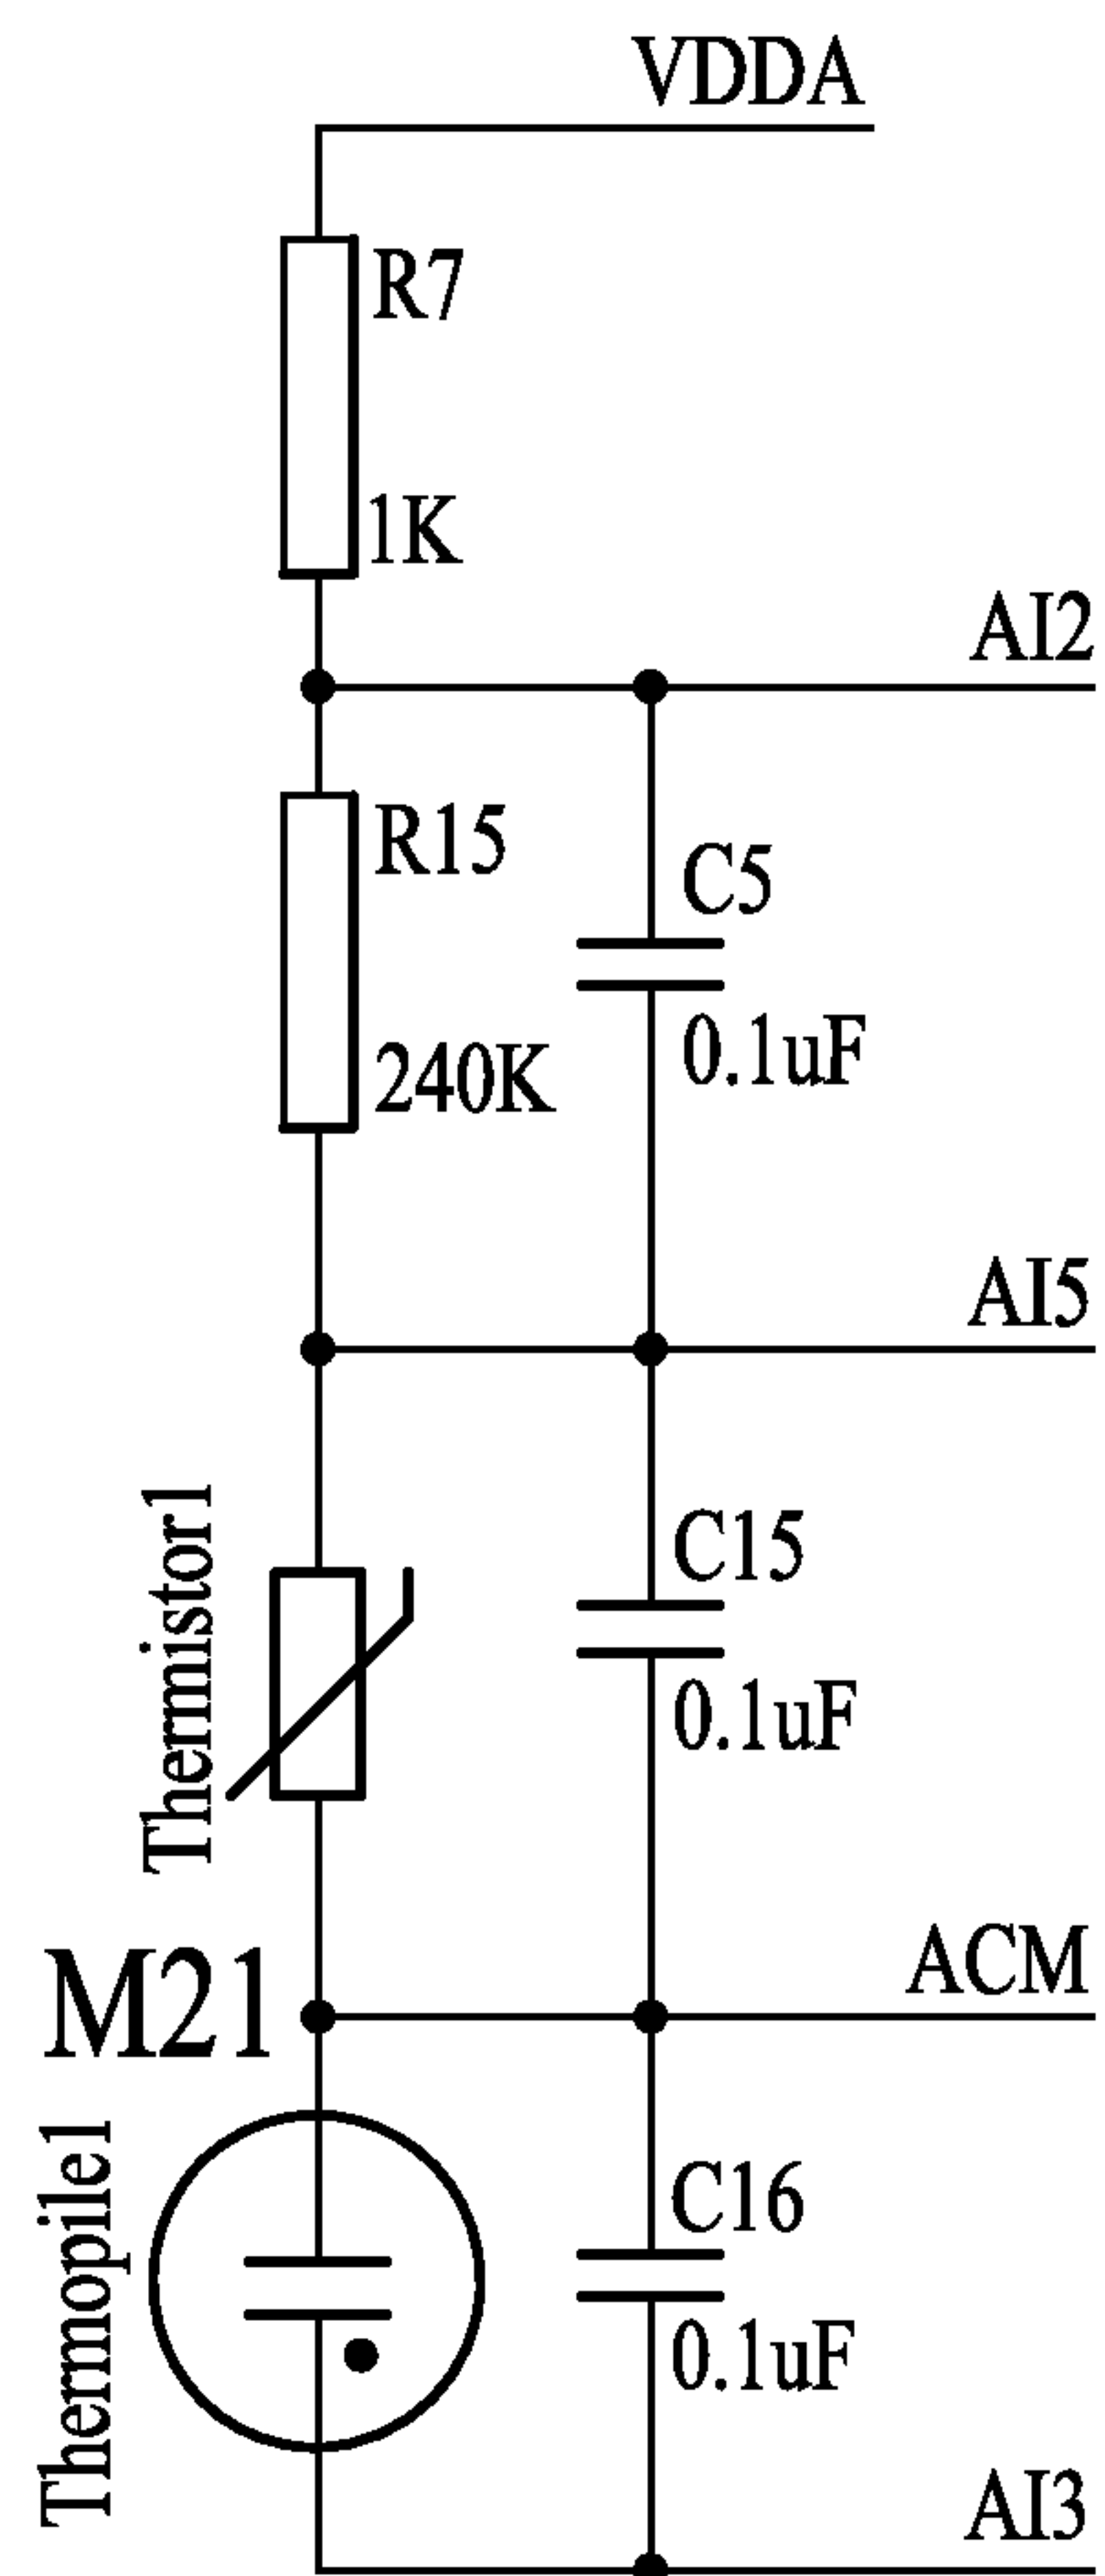 VDDA
R7
1K
AI2
R15
C5
0.1uF
240K
AI5
Thermistor1
C15
0.1uF
ACM
M21
Thermopile1
C16
0.1uF
AI3